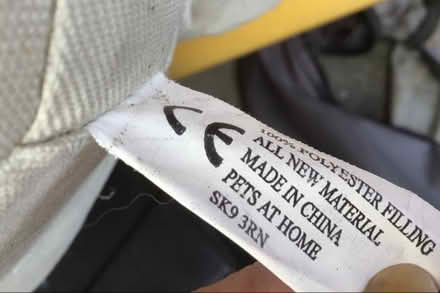 CE
100% POLYESTER FILLING
ALL NEW MATERIAL
MADE IN CHINA
PETS AT HOME
SK9 3RN